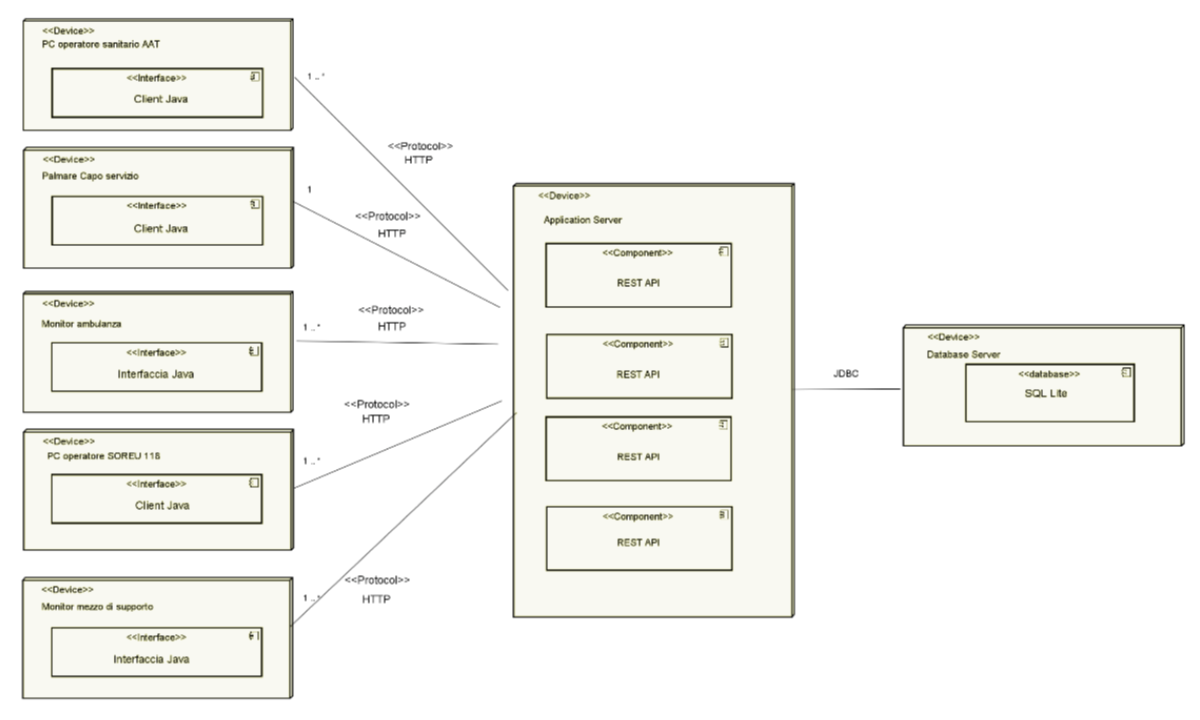 <<Device>>
PC operatore sanitario AAT
<<Interface>>
Client Java
1 ..*
<<Protocol>>
HTTP
<<Device>>
Palmare Capo servizio
<<Interface>>
Client Java
1
<<Protocol>>
HTTP
<<Device>>
Monitor ambulanza
<<Interface>>
Interfaccia Java
1 ..*
<<Protocol>>
HTTP
<<Device>>
PC operatore SOREU 118
<<Interface>>
Client Java
1 ..*
<<Protocol>>
HTTP
<<Device>>
Monitor mezzo di supporto
<<Interface>>
Interfaccia Java
1 ..*
<<Protocol>>
HTTP
<<Device>>
Application Server
<<Component>>
REST API
<<Component>>
REST API
<<Component>>
REST API
<<Component>>
REST API
JDBC
<<Device>>
Database Server
<<database>>
SQL Lite